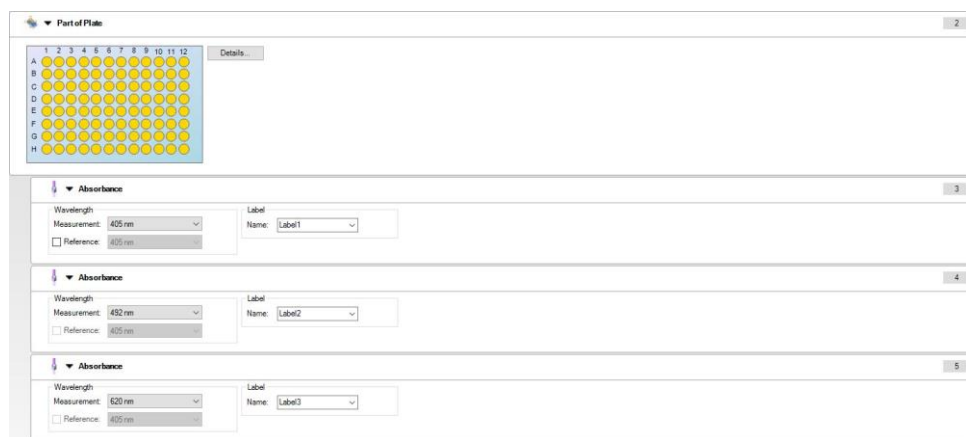 Part of Plate
2
1 2 3 4 5 6 7 8 9 10 11 12
Details...
A
B
C
D
E
F
G
H
Absorbance
3
Wavelength
Label
Measurement: 405 nm
Name: Label1
Reference: 405 nm
Absorbance
4
Wavelength
Label
Measurement: 492 nm
Name: Label2
Reference: 405 nm
Absorbance
5
Wavelength
Label
Measurement: 620 nm
Name: Label3
Reference: 405 nm